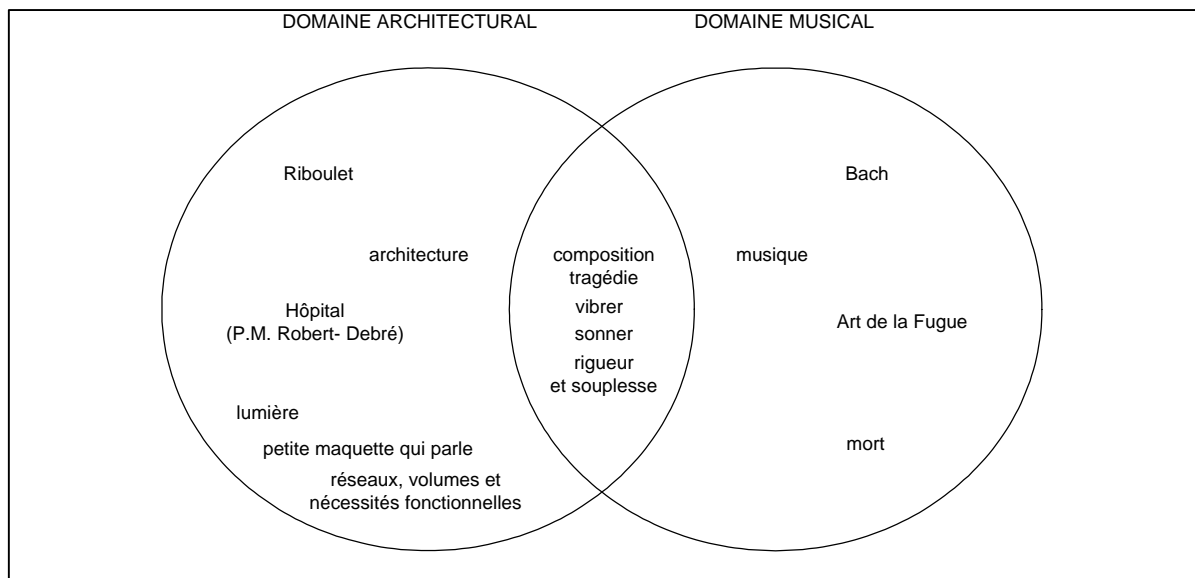 DOMAINE ARCHITECTURAL
DOMAINE MUSICAL
Riboulet
architecture
Hôpital
(P.M. Robert- Debré)
lumière
petite maquette qui parle
réseaux, volumes et
nécessités fonctionnelles
composition
tragédie
vibrer
sonner
rigueur
et souplesse
Bach
musique
Art de la Fugue
mort